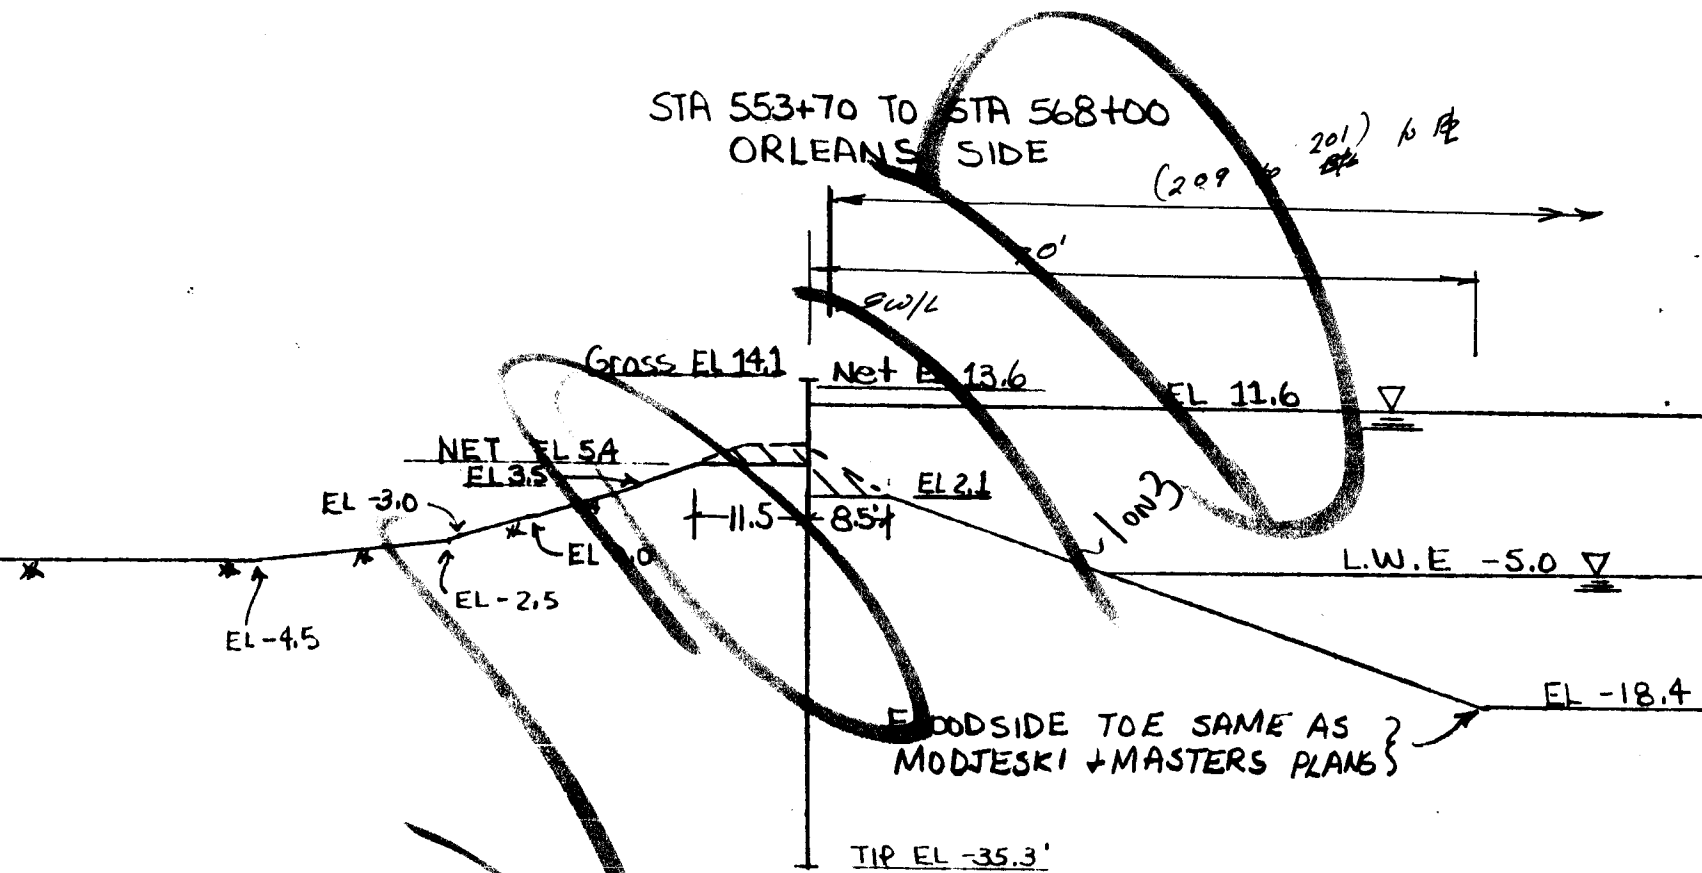 STA 553+70 TO STA 568+00
ORLEANS SIDE
(209 to 201) to
W/L
Gross EL 14.1
Net EL 13.6
EL 11.6
NET EL 5.4
EL 3.5
EL 2.1
EL -3.0
11.5
8.5'
1 on 3
EL
L.W.E -5.0
EL -2.5
EL -4.5
EL -18.4
FLOODSIDE TOE SAME AS
MODJESKI + MASTERS PLANS
TIP EL -35.3'